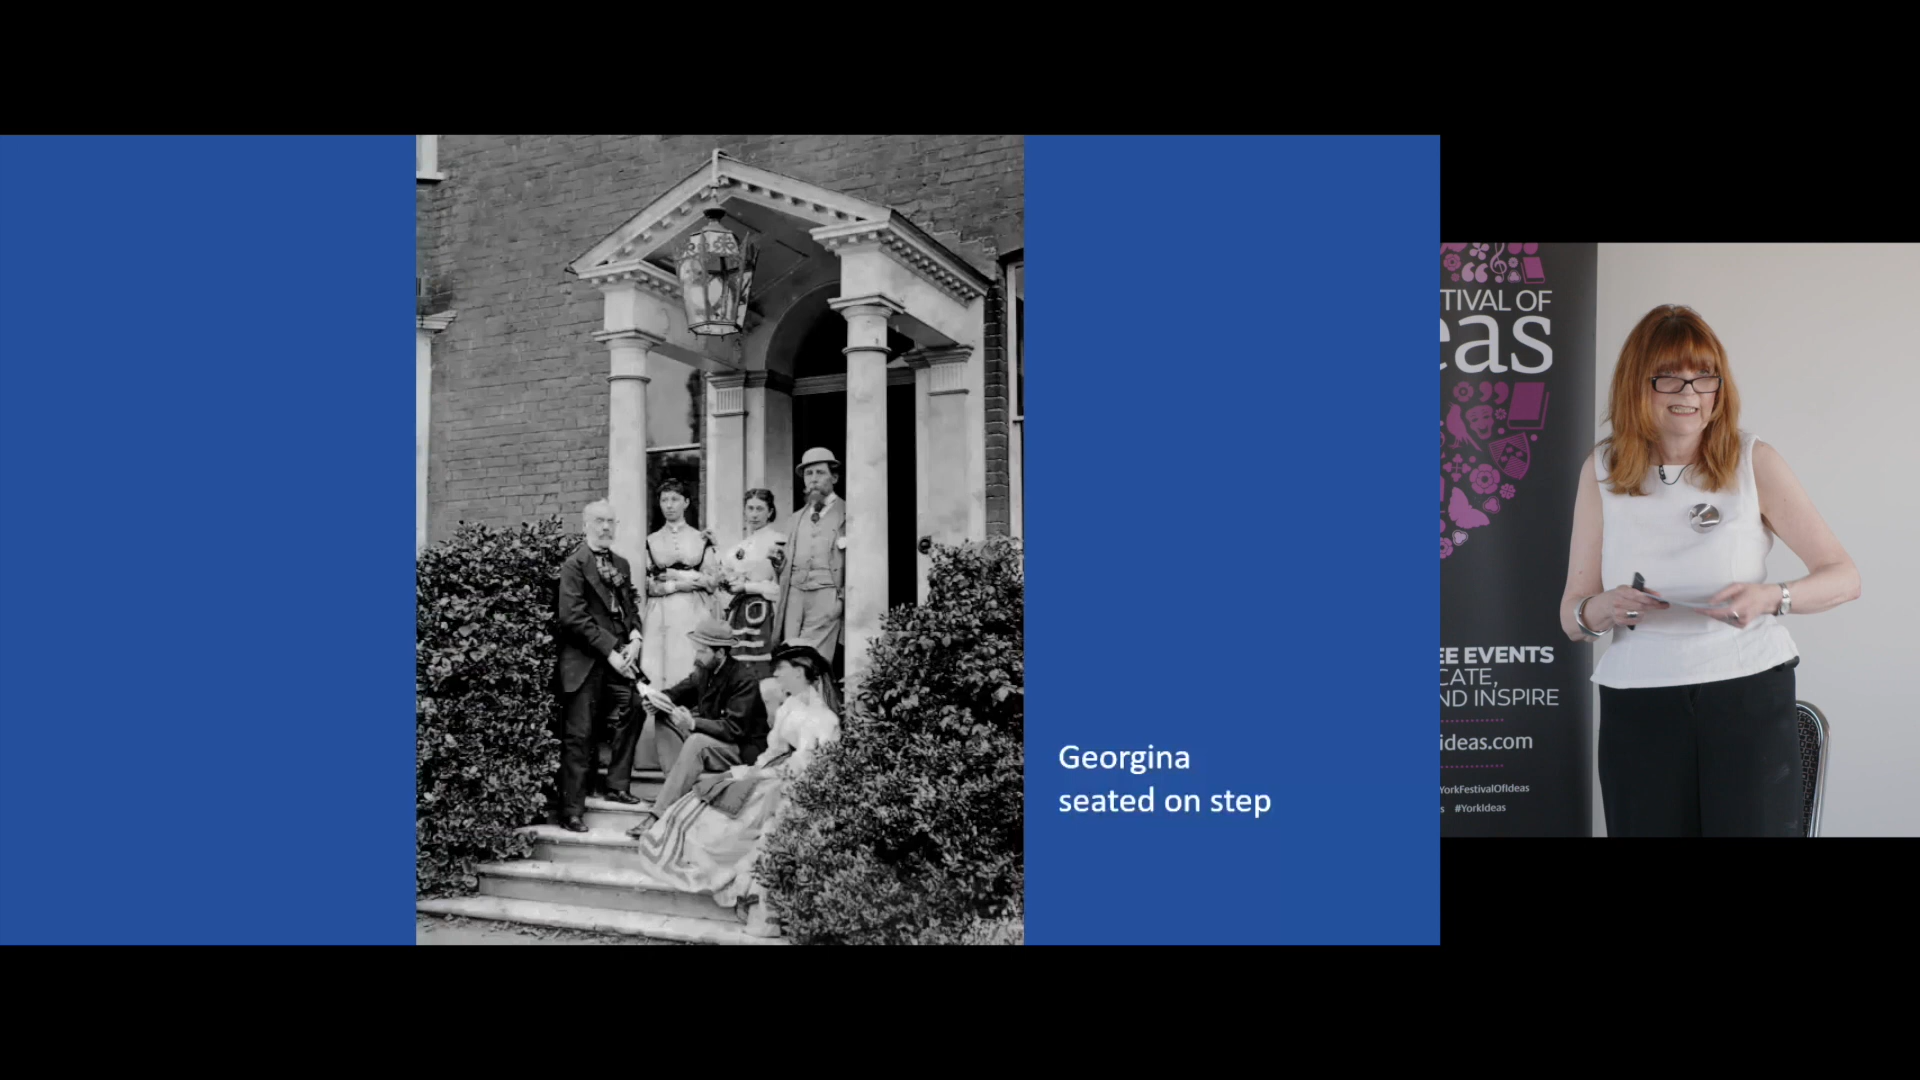 Georgina
seated on step
TIVAL OF
eas
EE EVENTS
CATE,
ND INSPIRE
ideas.com
YorkFestivalOfIdeas
s #YorkIdeas